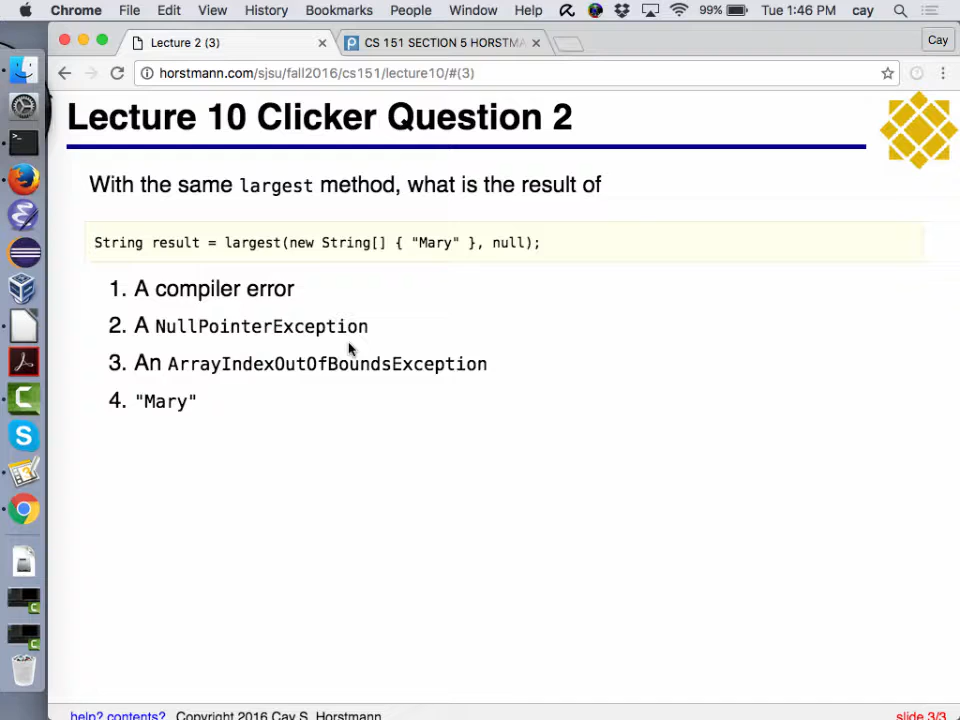 Chrome File Edit View History Bookmarks People Window Help 99% Tue 1:46 PM cay
Lecture 2 (3) CS 151 SECTION 5 HORSTMA Cay
horstmann.com/sjsu/fall2016/cs151/lecture10/#(3)
Lecture 10 Clicker Question 2
With the same largest method, what is the result of
String result = largest(new String[] { "Mary" }, null);
1. A compiler error
2. A NullPointerException
3. An ArrayIndexOutOfBoundsException
4. "Mary"
help? contents? Copyright 2016 Cay S. Horstmann slide 3/3